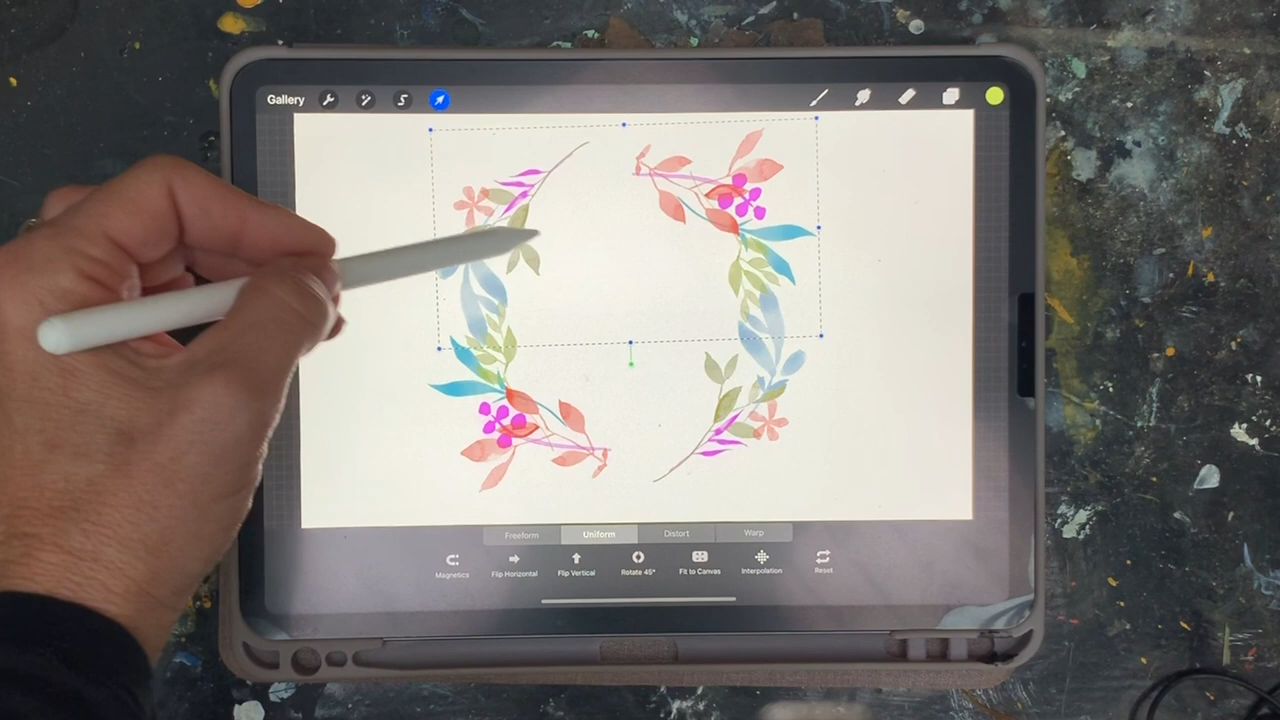 Gallery
Freeform Uniform Distort Warp
Magnetics Flip Horizontal Flip Vertical Rotate 45° Fit to Canvas Interpolation Reset